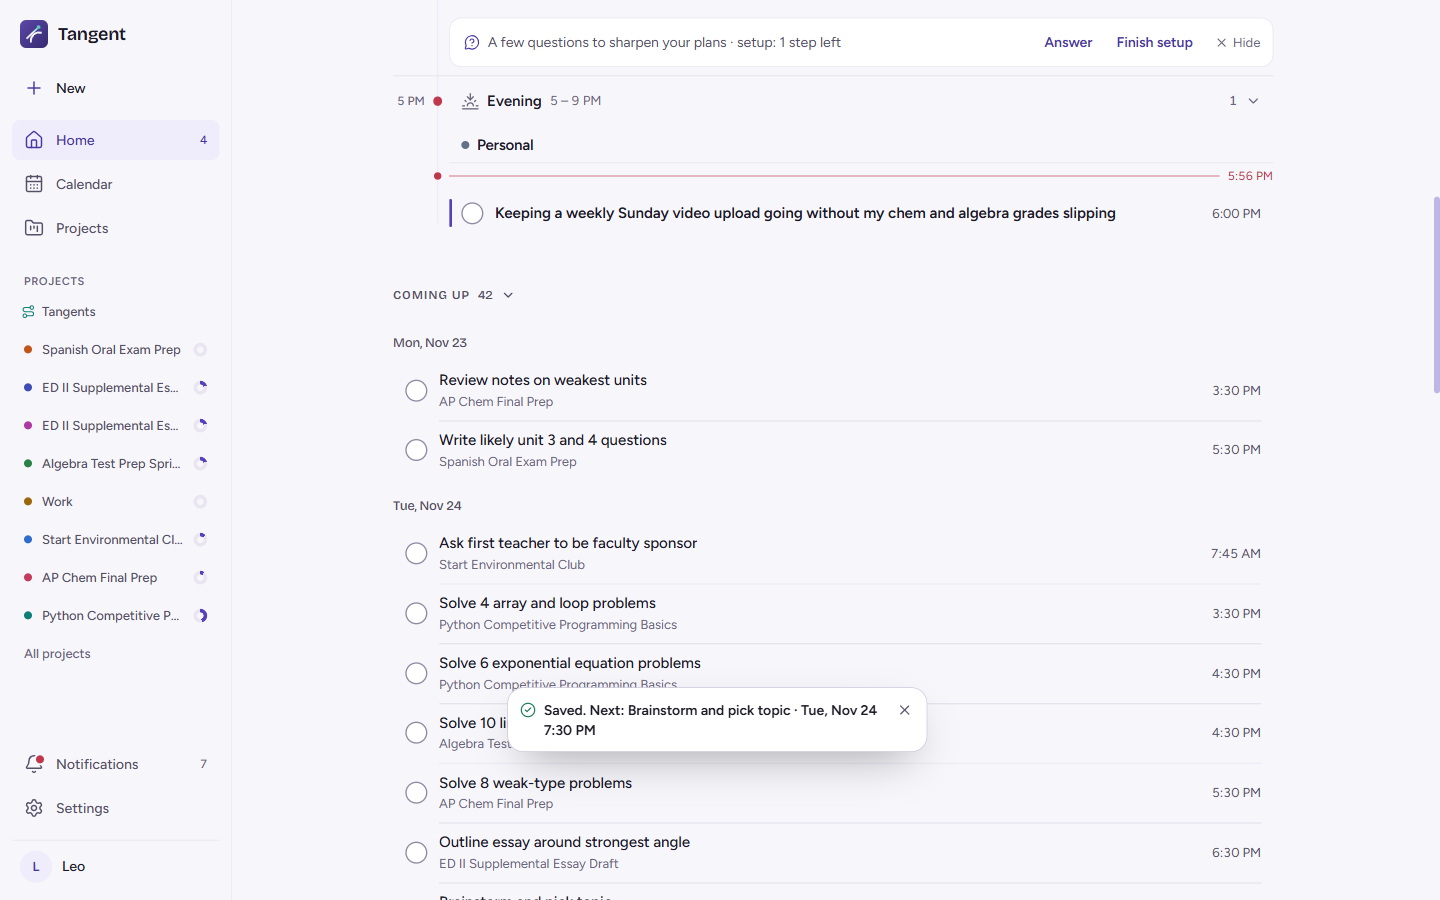 Tangent
New
Home 4
Calendar
Projects
PROJECTS
Tangents
Spanish Oral Exam Prep
ED II Supplemental Es...
ED II Supplemental Es...
Algebra Test Prep Spri...
Work
Start Environmental Cl...
AP Chem Final Prep
Python Competitive P...
All projects
Notifications 7
Settings
L Leo
A few questions to sharpen your plans · setup: 1 step left Answer Finish setup Hide
5 PM Evening 5 – 9 PM 1
Personal
5:56 PM
Keeping a weekly Sunday video upload going without my chem and algebra grades slipping 6:00 PM
COMING UP 42
Mon, Nov 23
Review notes on weakest units 3:30 PM
AP Chem Final Prep
Write likely unit 3 and 4 questions 5:30 PM
Spanish Oral Exam Prep
Tue, Nov 24
Ask first teacher to be faculty sponsor 7:45 AM
Start Environmental Club
Solve 4 array and loop problems 3:30 PM
Python Competitive Programming Basics
Solve 6 exponential equation problems 4:30 PM
Python Competitive Programming Basics
Saved. Next: Brainstorm and pick topic · Tue, Nov 24
7:30 PM
Solve 10 4:30 PM
Algebra Test
Solve 8 weak-type problems 5:30 PM
AP Chem Final Prep
Outline essay around strongest angle 6:30 PM
ED II Supplemental Essay Draft
Brainstorm and pick topic